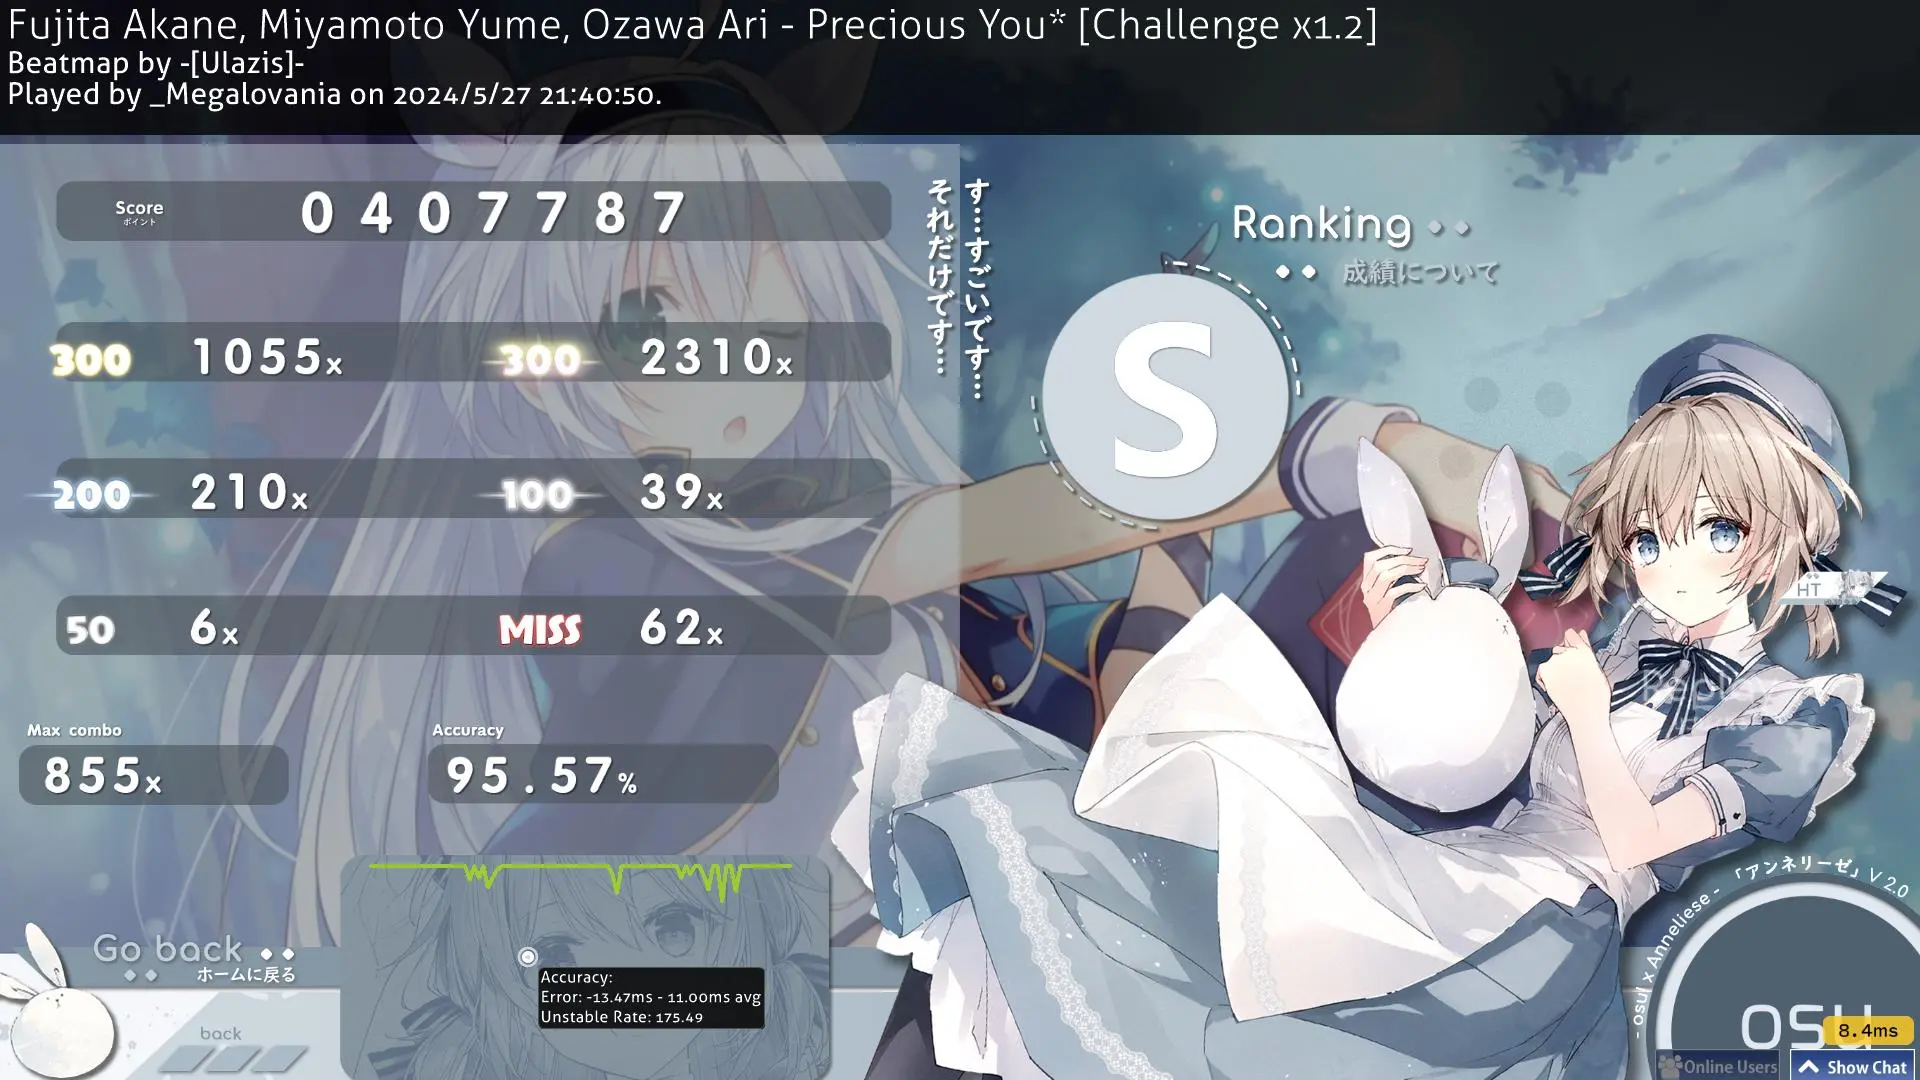 Fujita Akane, Miyamoto Yume, Ozawa Ari - Precious You* [Challenge x1.2]
Beatmap by -[Ulazis]-
Played by _Megalovania on 2024/5/27 21:40:50.
Score
ポイント
0407787
す…すごいです…
それだけです…
Ranking
成績について
S
300 1055x 300 2310x
200 210x 100 39x
50 6x MISS 62x
HT
Max combo
855x
Accuracy
95.57%
Go back
ホームに戻る
back
Accuracy:
Error: -13.47ms - 11.00ms avg
Unstable Rate: 175.49
- osu! x Anneliese - 「アンネリーゼ」 V 2.0
osu
8.4ms
Online Users
Show Chat